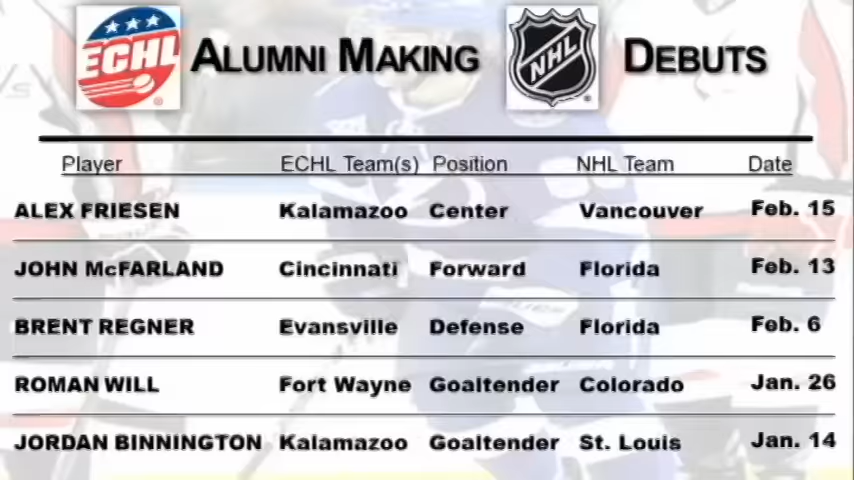 ECHL ALUMNI MAKING NHL DEBUTS
Player ECHL Team(s) Position NHL Team Date
ALEX FRIESEN Kalamazoo Center Vancouver Feb. 15
JOHN McFARLAND Cincinnati Forward Florida Feb. 13
BRENT REGNER Evansville Defense Florida Feb. 6
ROMAN WILL Fort Wayne Goaltender Colorado Jan. 26
JORDAN BINNINGTON Kalamazoo Goaltender St. Louis Jan. 14